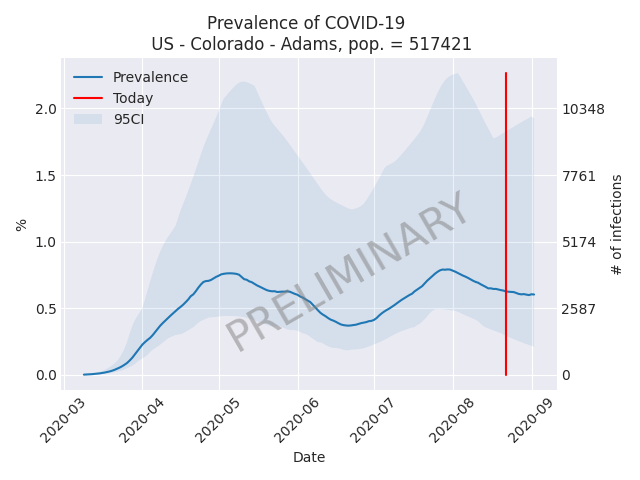 Prevalence of COVID-19
US - Colorado - Adams, pop. = 517421
Prevalence
Today
95CI
2.0
1.5
1.0
0.5
0.0
%
10348
7761
5174
2587
0
# of infections
PRELIMINARY
2020-03
2020-04
2020-05
2020-06
2020-07
2020-08
2020-09
Date